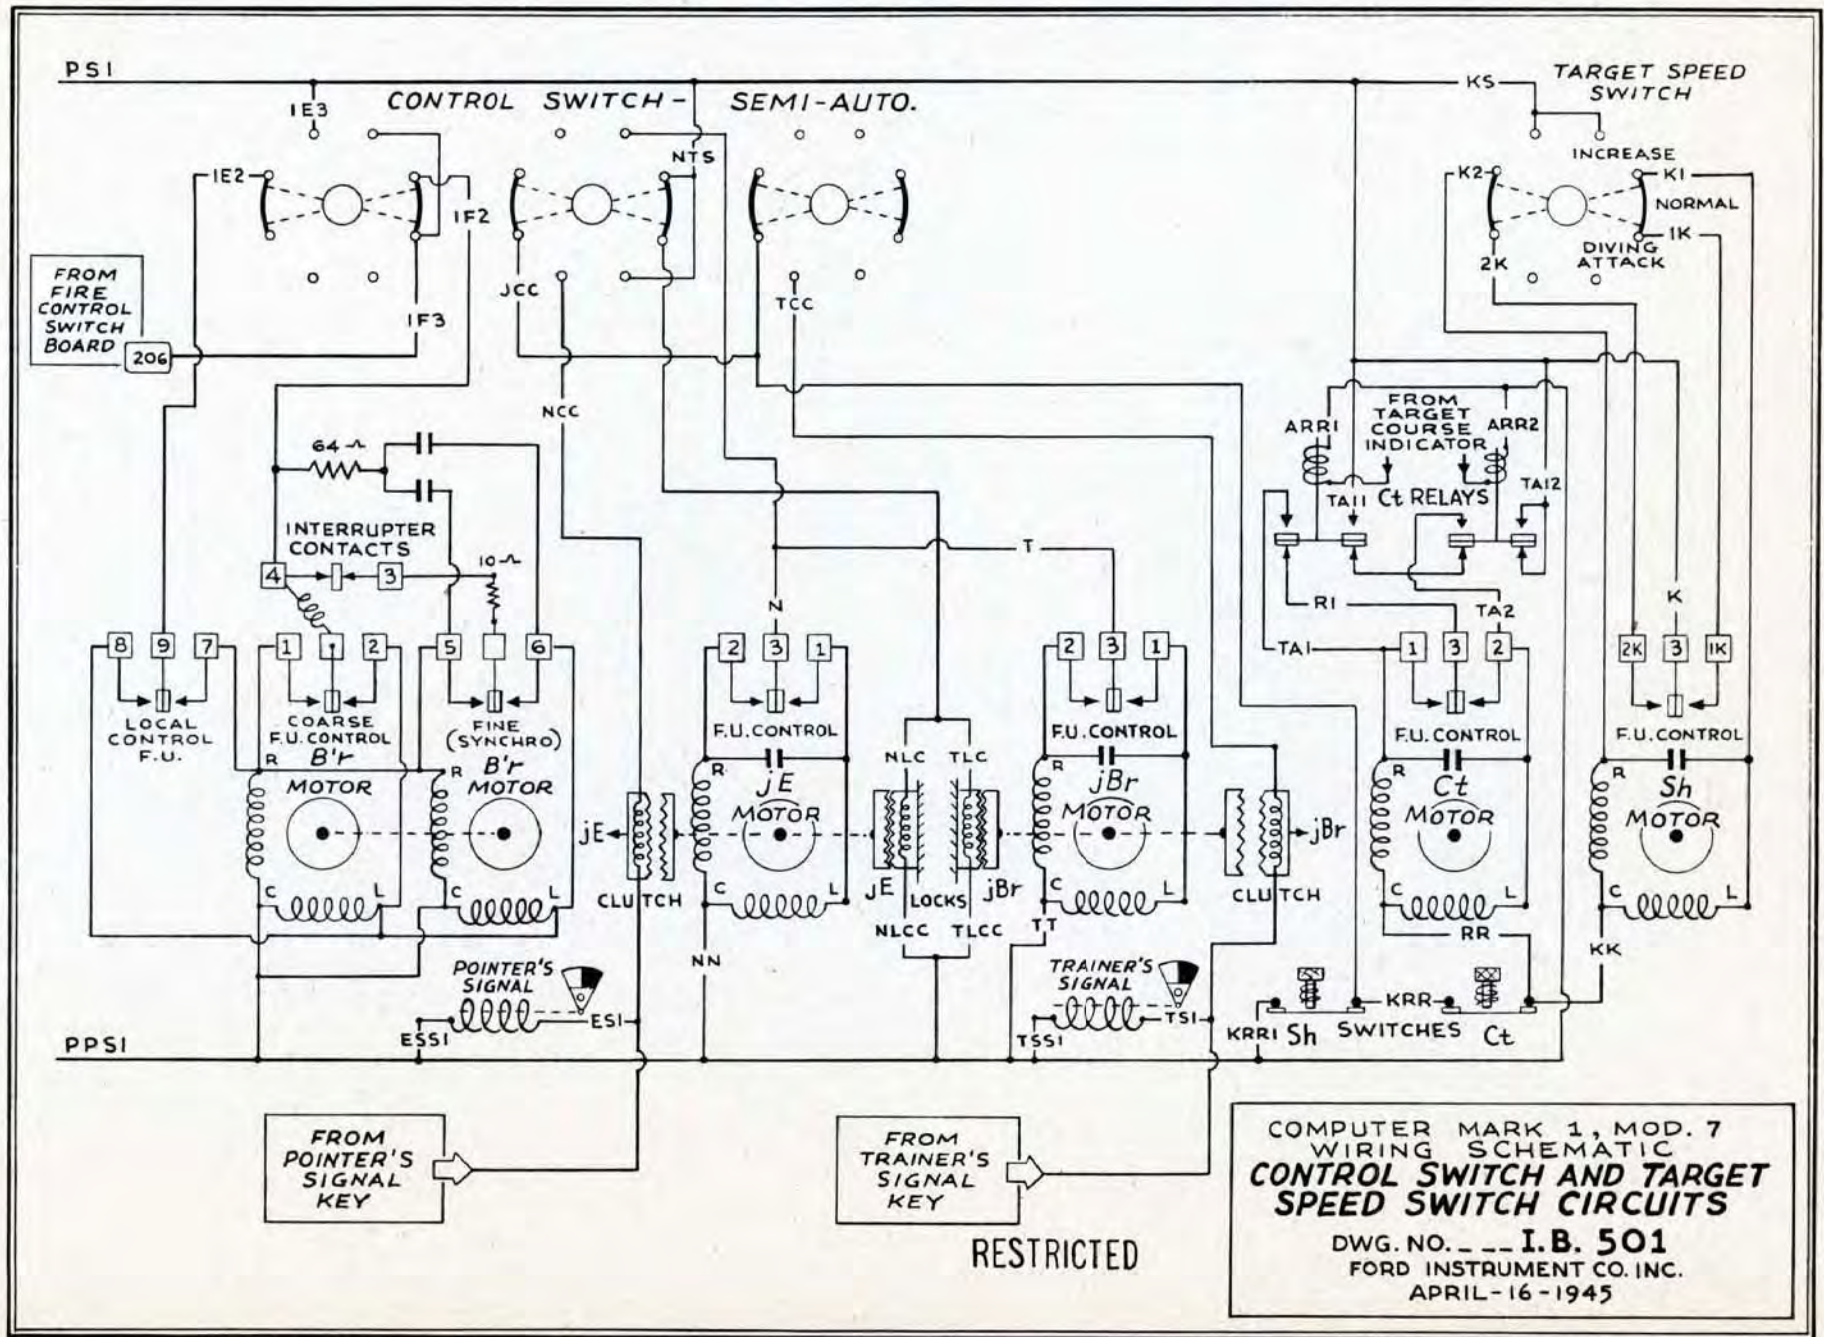 PS1
1E3
CONTROL SWITCH - SEMI-AUTO.
KS
TARGET SPEED
SWITCH
1E2
1F2
NTS
INCREASE
K2
K1
NORMAL
1K
DIVING
ATTACK
2K
FROM
FIRE
CONTROL
SWITCH
BOARD
206
1F3
JCC
TCC
NCC
FROM
TARGET
COURSE
INDICATOR
ARR1
ARR2
64
TA11
Ct RELAYS
TA12
INTERRUPTER
CONTACTS
10
4
3
T
N
R1
TA2
K
TA1
8
9
7
1
2
5
6
2
3
1
2
3
1
1
3
2
2K
3
1K
LOCAL
CONTROL
F.U.
COARSE
F.U. CONTROL
B'r
FINE
(SYNCHRO)
B'r
F.U. CONTROL
F.U. CONTROL
F.U. CONTROL
F.U. CONTROL
R
MOTOR
R
MOTOR
R
jE
MOTOR
NLC
TLC
R
jBr
MOTOR
R
Ct
MOTOR
R
Sh
MOTOR
jE
jBr
C
L
C
L
CLUTCH
C
L
jE
LOCKS
jBr
C
L
CLUTCH
C
L
C
L
NLCC
TLCC
TT
RR
NN
KK
POINTER'S
SIGNAL
TRAINER'S
SIGNAL
ESS1
ES1
TSS1
TS1
KRR
KRR1
Sh
SWITCHES
Ct
PPS1
FROM
POINTER'S
SIGNAL
KEY
FROM
TRAINER'S
SIGNAL
KEY
COMPUTER MARK 1, MOD. 7
WIRING SCHEMATIC
CONTROL SWITCH AND TARGET
SPEED SWITCH CIRCUITS
DWG. NO. _ _ _ I.B. 501
FORD INSTRUMENT CO. INC.
APRIL-16-1945
RESTRICTED